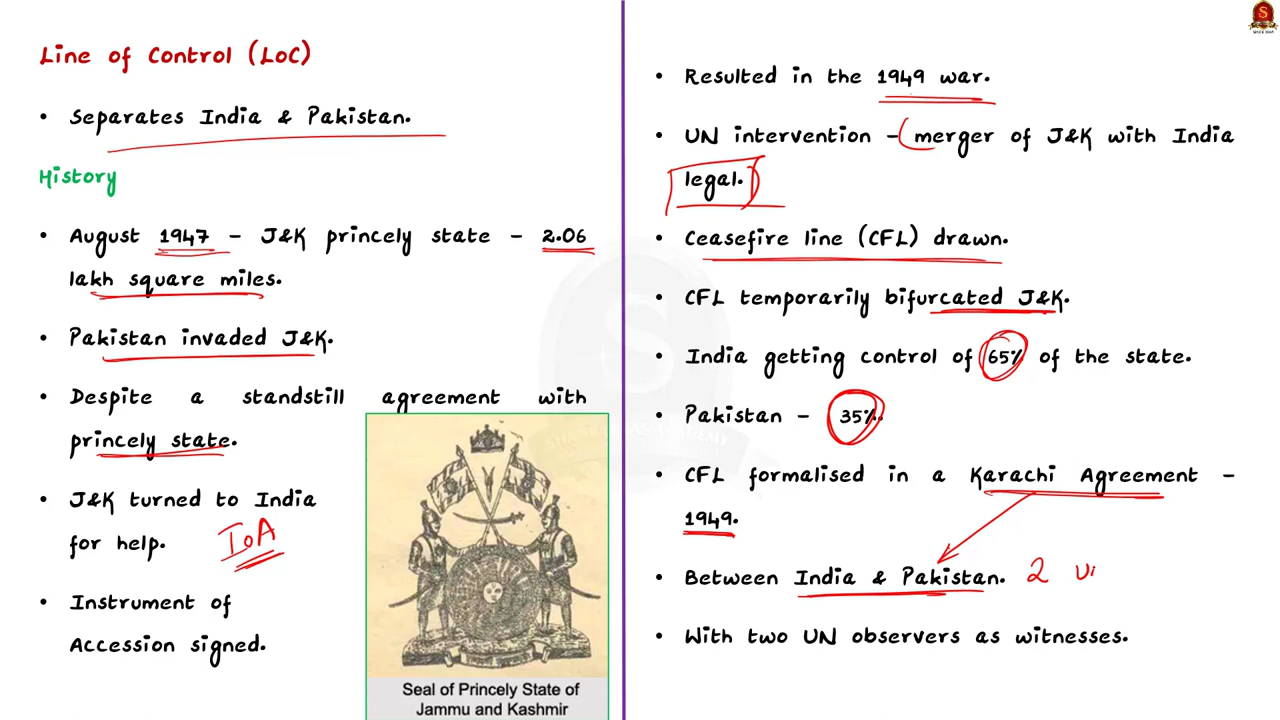 Line of Control (LoC)
• Separates India & Pakistan.
History
• August 1947 – J&K princely state – 2.06
lakh square miles.
• Pakistan invaded J&K.
• Despite a standstill agreement with
princely state.
• J&K turned to India
for help.
IOA
• Instrument of
Accession signed.
Seal of Princely State of
Jammu and Kashmir
• Resulted in the 1949 war.
• UN intervention – merger of J&K with India
legal.
• Ceasefire line (CFL) drawn.
• CFL temporarily bifurcated J&K.
• India getting control of 65% of the state.
• Pakistan – 35%.
• CFL formalised in a Karachi Agreement –
1949.
• Between India & Pakistan. 2
• With two UN observers as witnesses.
S